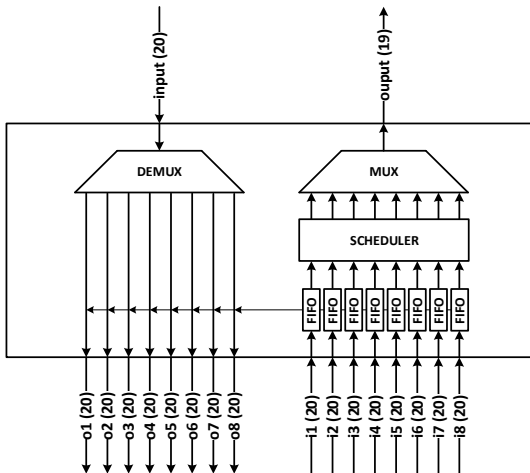 input (20)
ouput (19)
DEMUX
MUX
SCHEDULER
FIFO
FIFO
FIFO
FIFO
FIFO
FIFO
FIFO
FIFO
o1 (20)
o2 (20)
o3 (20)
o4 (20)
o5 (20)
o6 (20)
o7 (20)
o8 (20)
i1 (20)
i2 (20)
i3 (20)
i4 (20)
i5 (20)
i6 (20)
i7 (20)
i8 (20)